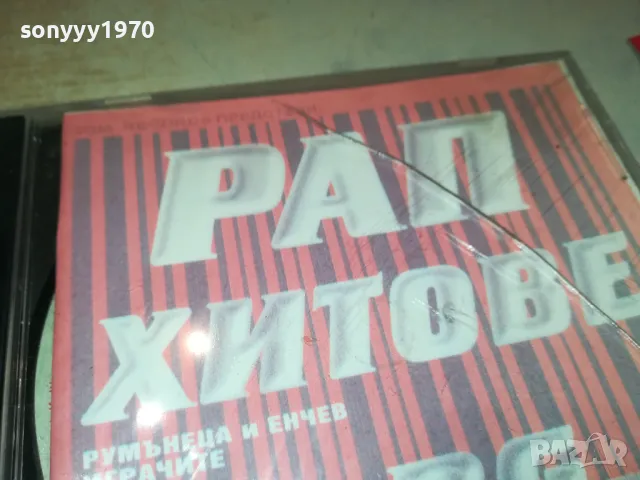 sonyyy1970
РАП
ХИТОВЕ
РУМЪНЕЦА И ЕНЧЕВ
ИГРАЧИТЕ
BAZAR